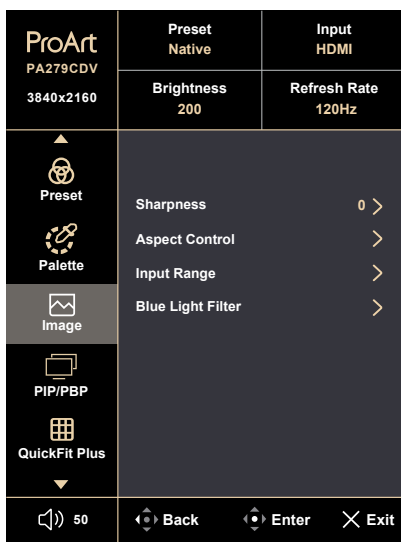 ProArt
PA279CDV
3840x2160
Preset
Native
Input
HDMI
Brightness
200
Refresh Rate
120Hz
Preset
Palette
Image
PIP/PBP
QuickFit Plus
Sharpness 0
Aspect Control
Input Range
Blue Light Filter
50 Back Enter Exit